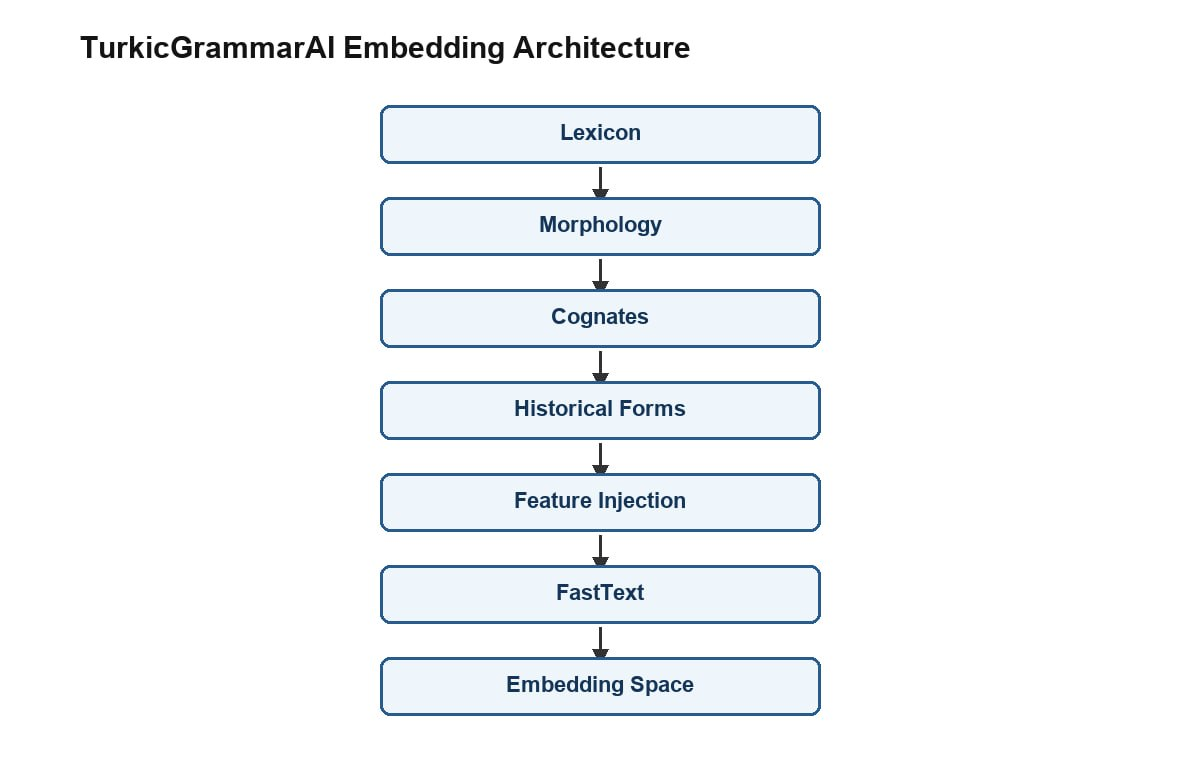 TurkicGrammarAI Embedding Architecture
Lexicon
Morphology
Cognates
Historical Forms
Feature Injection
FastText
Embedding Space